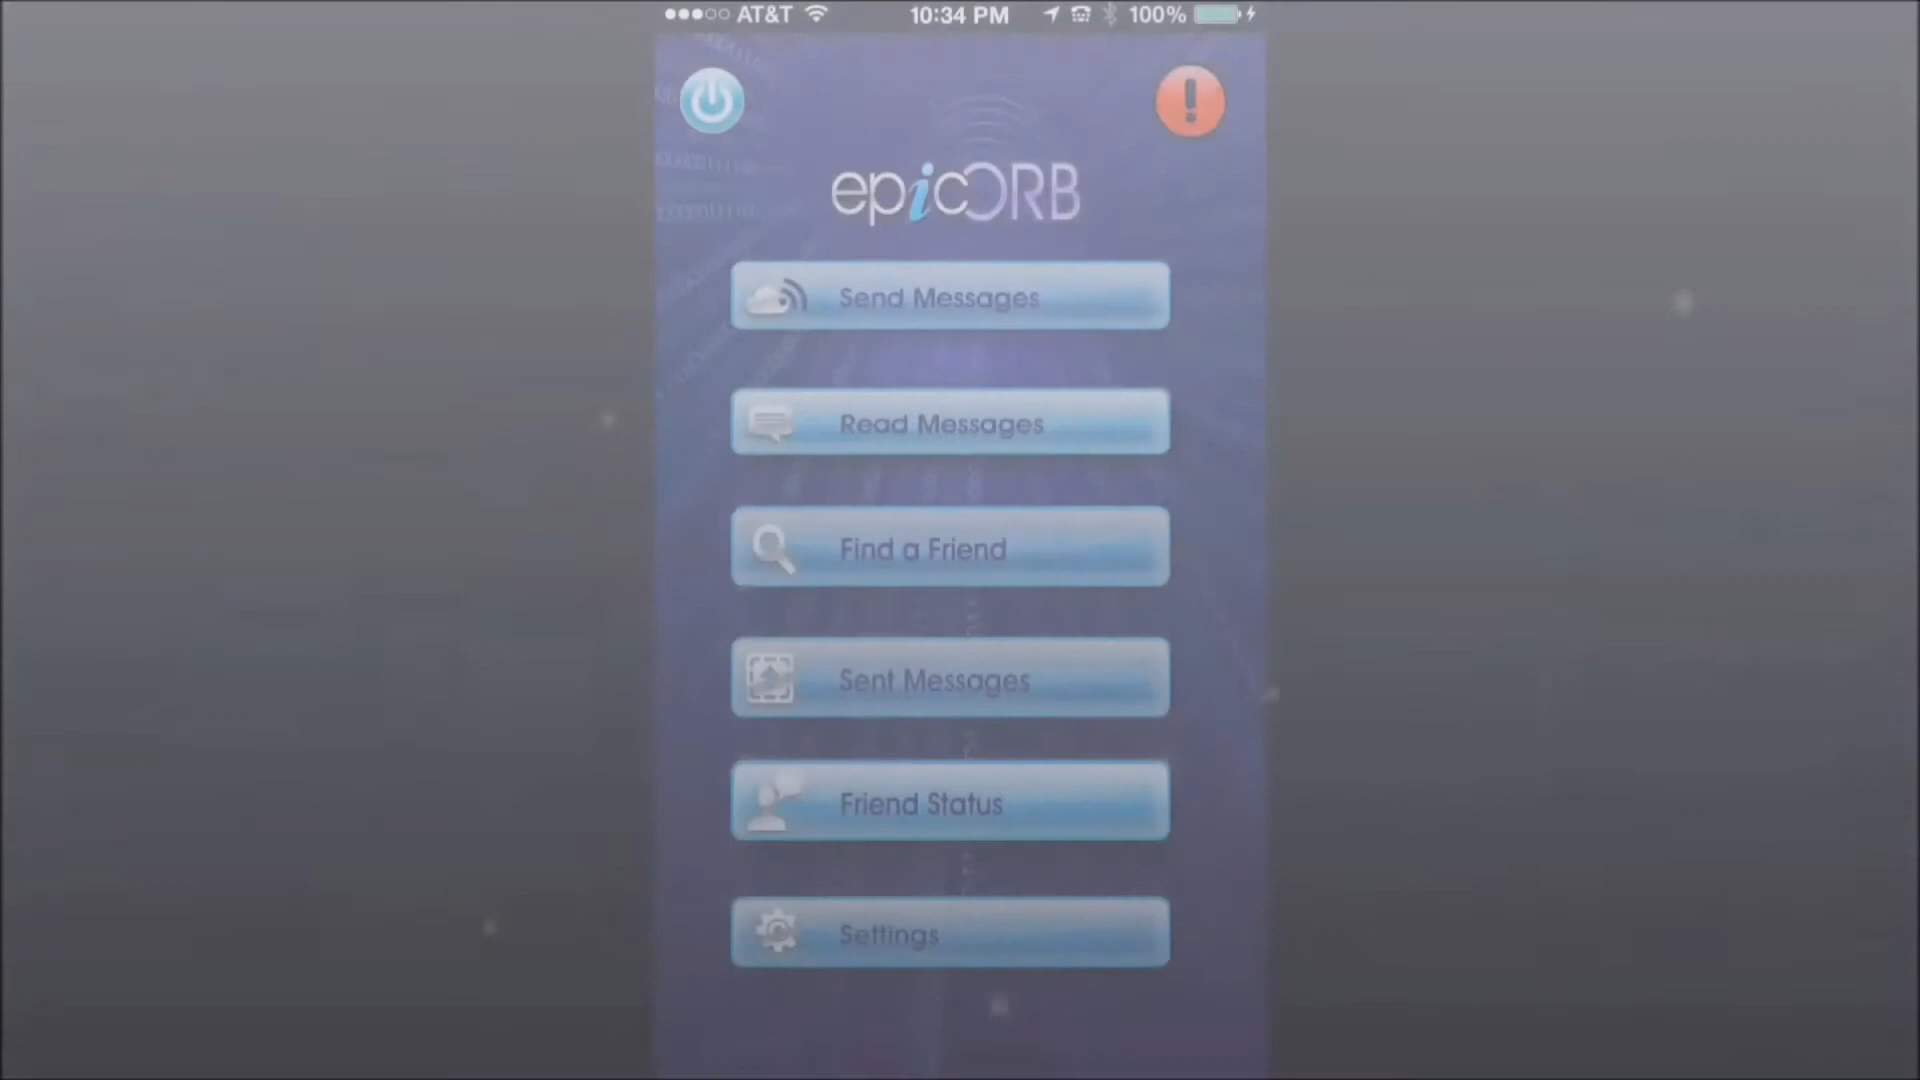 AT&T 10:34 PM 100%
epicORB
Send Messages
Read Messages
Find a Friend
Sent Messages
Friend Status
Settings